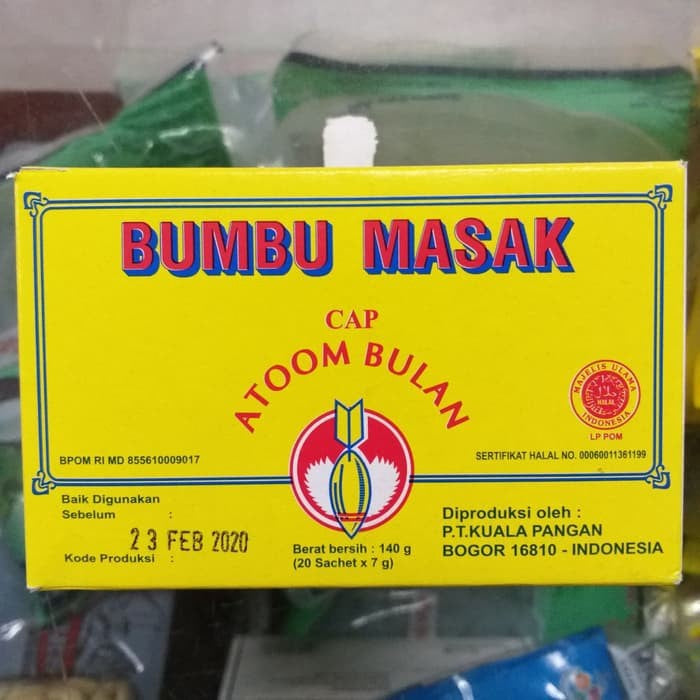 BUMBU MASAK
CAP
ATOOM BULAN
MAJELIS ULAMA
HALAL
INDONESIA
LP POM
BPOM RI MD 855610009017
SERTIFIKAT HALAL NO. 00060011361199
Baik Digunakan
Sebelum :
23 FEB 2020
Kode Produksi :
Berat bersih : 140 g
(20 Sachet x 7 g)
Diproduksi oleh :
P.T.KUALA PANGAN
BOGOR 16810 - INDONESIA